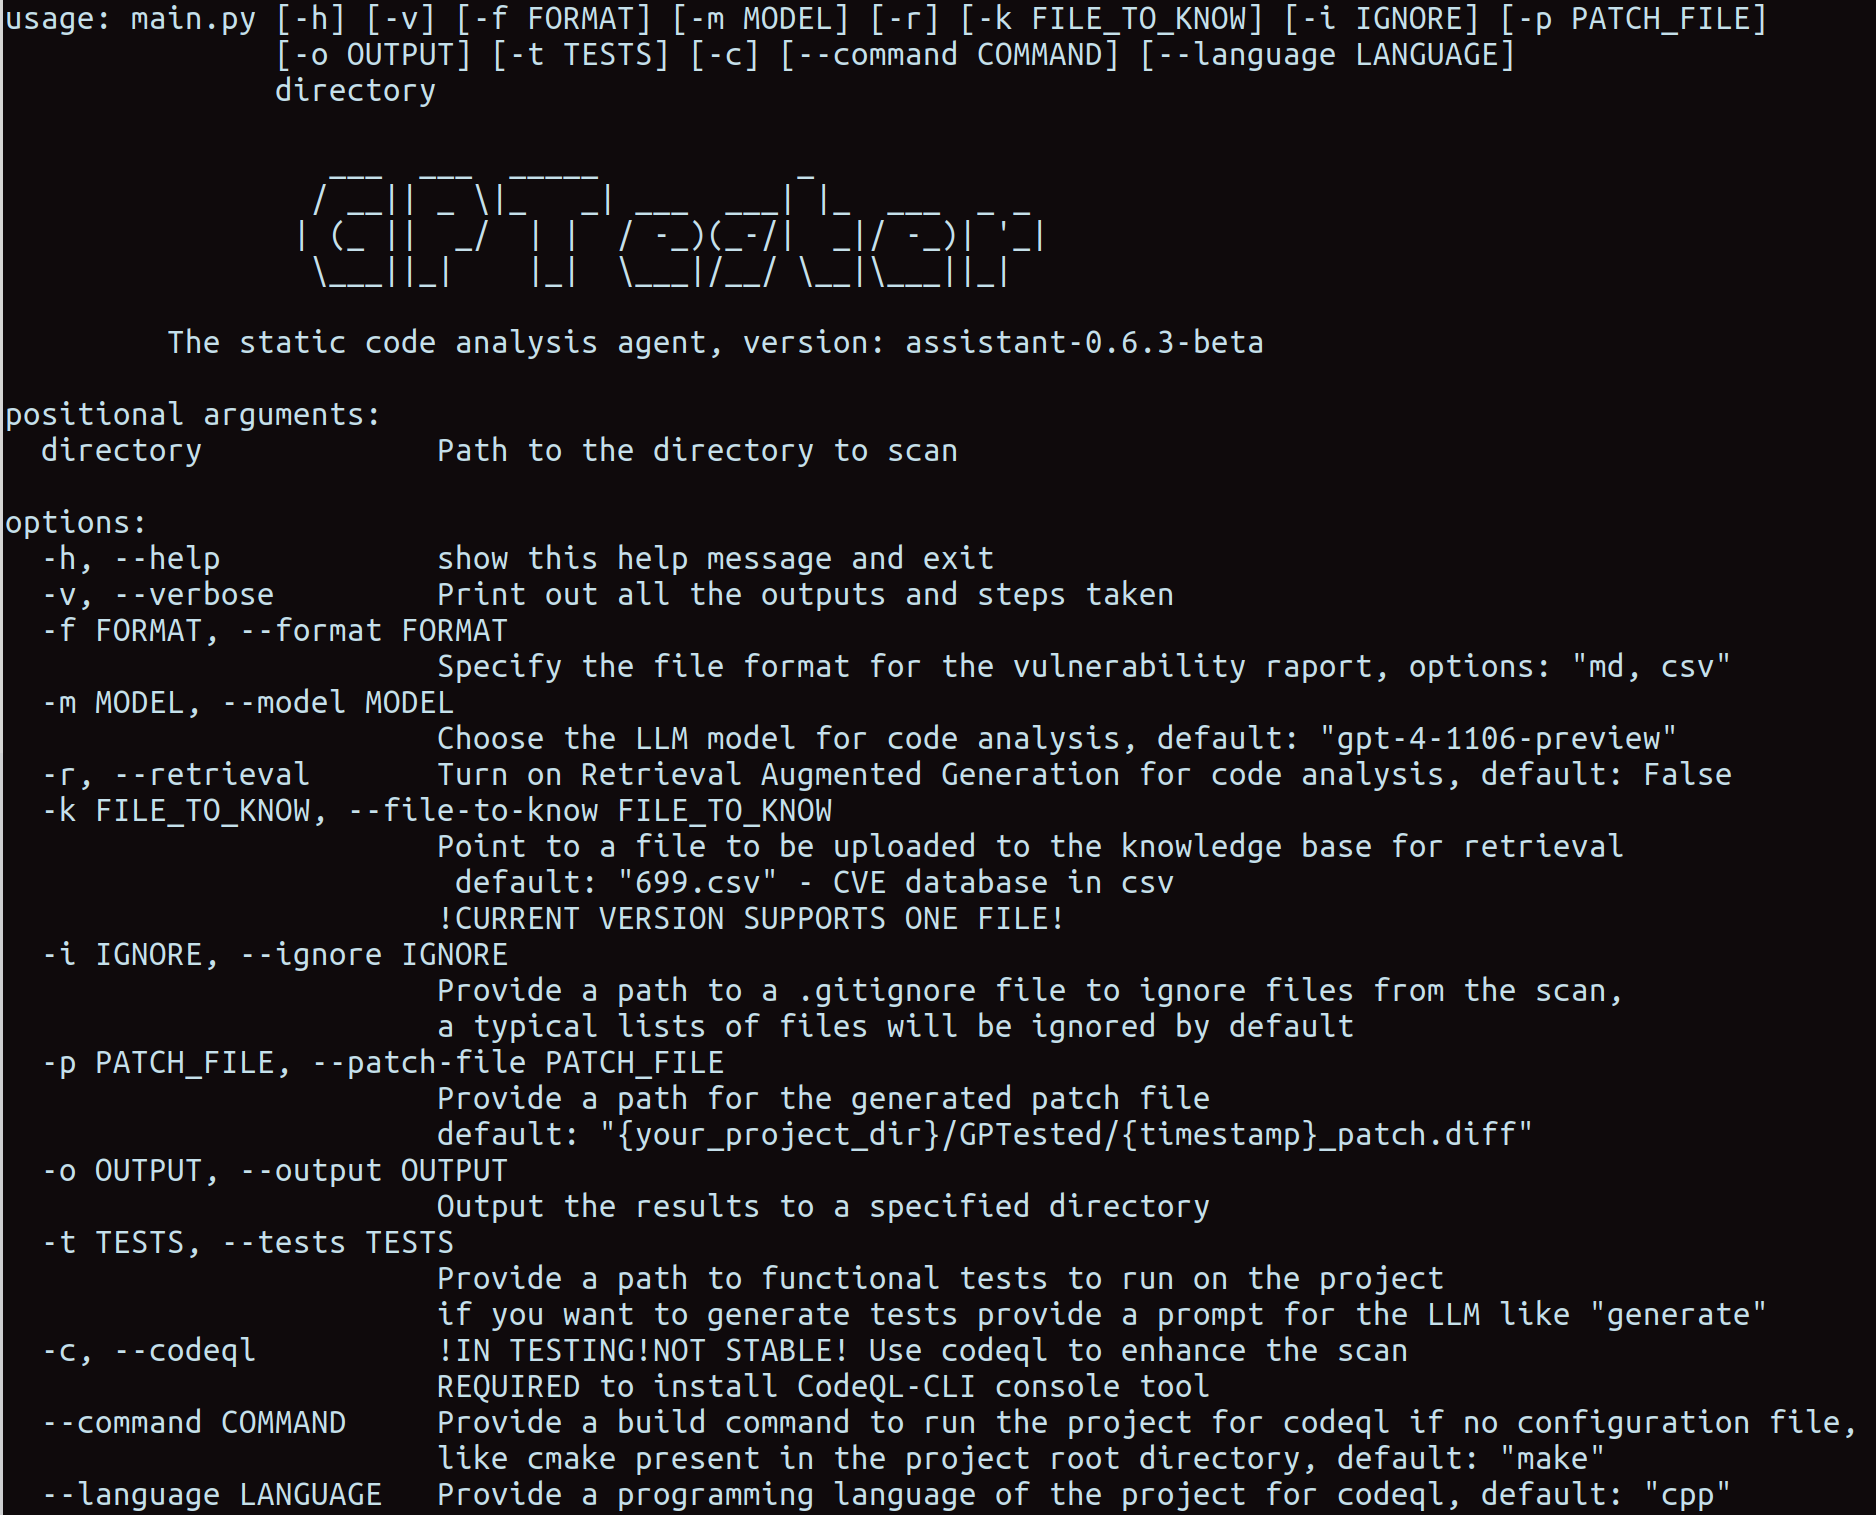 usage: main.py [-h] [-v] [-f FORMAT] [-m MODEL] [-r] [-k FILE_TO_KNOW] [-i IGNORE] [-p PATCH_FILE]
[-o OUTPUT] [-t TESTS] [-c] [--command COMMAND] [--language LANGUAGE]
directory
GPTester
The static code analysis agent, version: assistant-0.6.3-beta
positional arguments:
directory Path to the directory to scan
options:
-h, --help show this help message and exit
-v, --verbose Print out all the outputs and steps taken
-f FORMAT, --format FORMAT
Specify the file format for the vulnerability raport, options: "md, csv"
-m MODEL, --model MODEL
Choose the LLM model for code analysis, default: "gpt-4-1106-preview"
-r, --retrieval Turn on Retrieval Augmented Generation for code analysis, default: False
-k FILE_TO_KNOW, --file-to-know FILE_TO_KNOW
Point to a file to be uploaded to the knowledge base for retrieval
default: "699.csv" - CVE database in csv
!CURRENT VERSION SUPPORTS ONE FILE!
-i IGNORE, --ignore IGNORE
Provide a path to a .gitignore file to ignore files from the scan,
a typical lists of files will be ignored by default
-p PATCH_FILE, --patch-file PATCH_FILE
Provide a path for the generated patch file
default: "{your_project_dir}/GPTested/{timestamp}_patch.diff"
-o OUTPUT, --output OUTPUT
Output the results to a specified directory
-t TESTS, --tests TESTS
Provide a path to functional tests to run on the project
if you want to generate tests provide a prompt for the LLM like "generate"
-c, --codeql !IN TESTING!NOT STABLE! Use codeql to enhance the scan
REQUIRED to install CodeQL-CLI console tool
--command COMMAND Provide a build command to run the project for codeql if no configuration file,
like cmake present in the project root directory, default: "make"
--language LANGUAGE Provide a programming language of the project for codeql, default: "cpp"